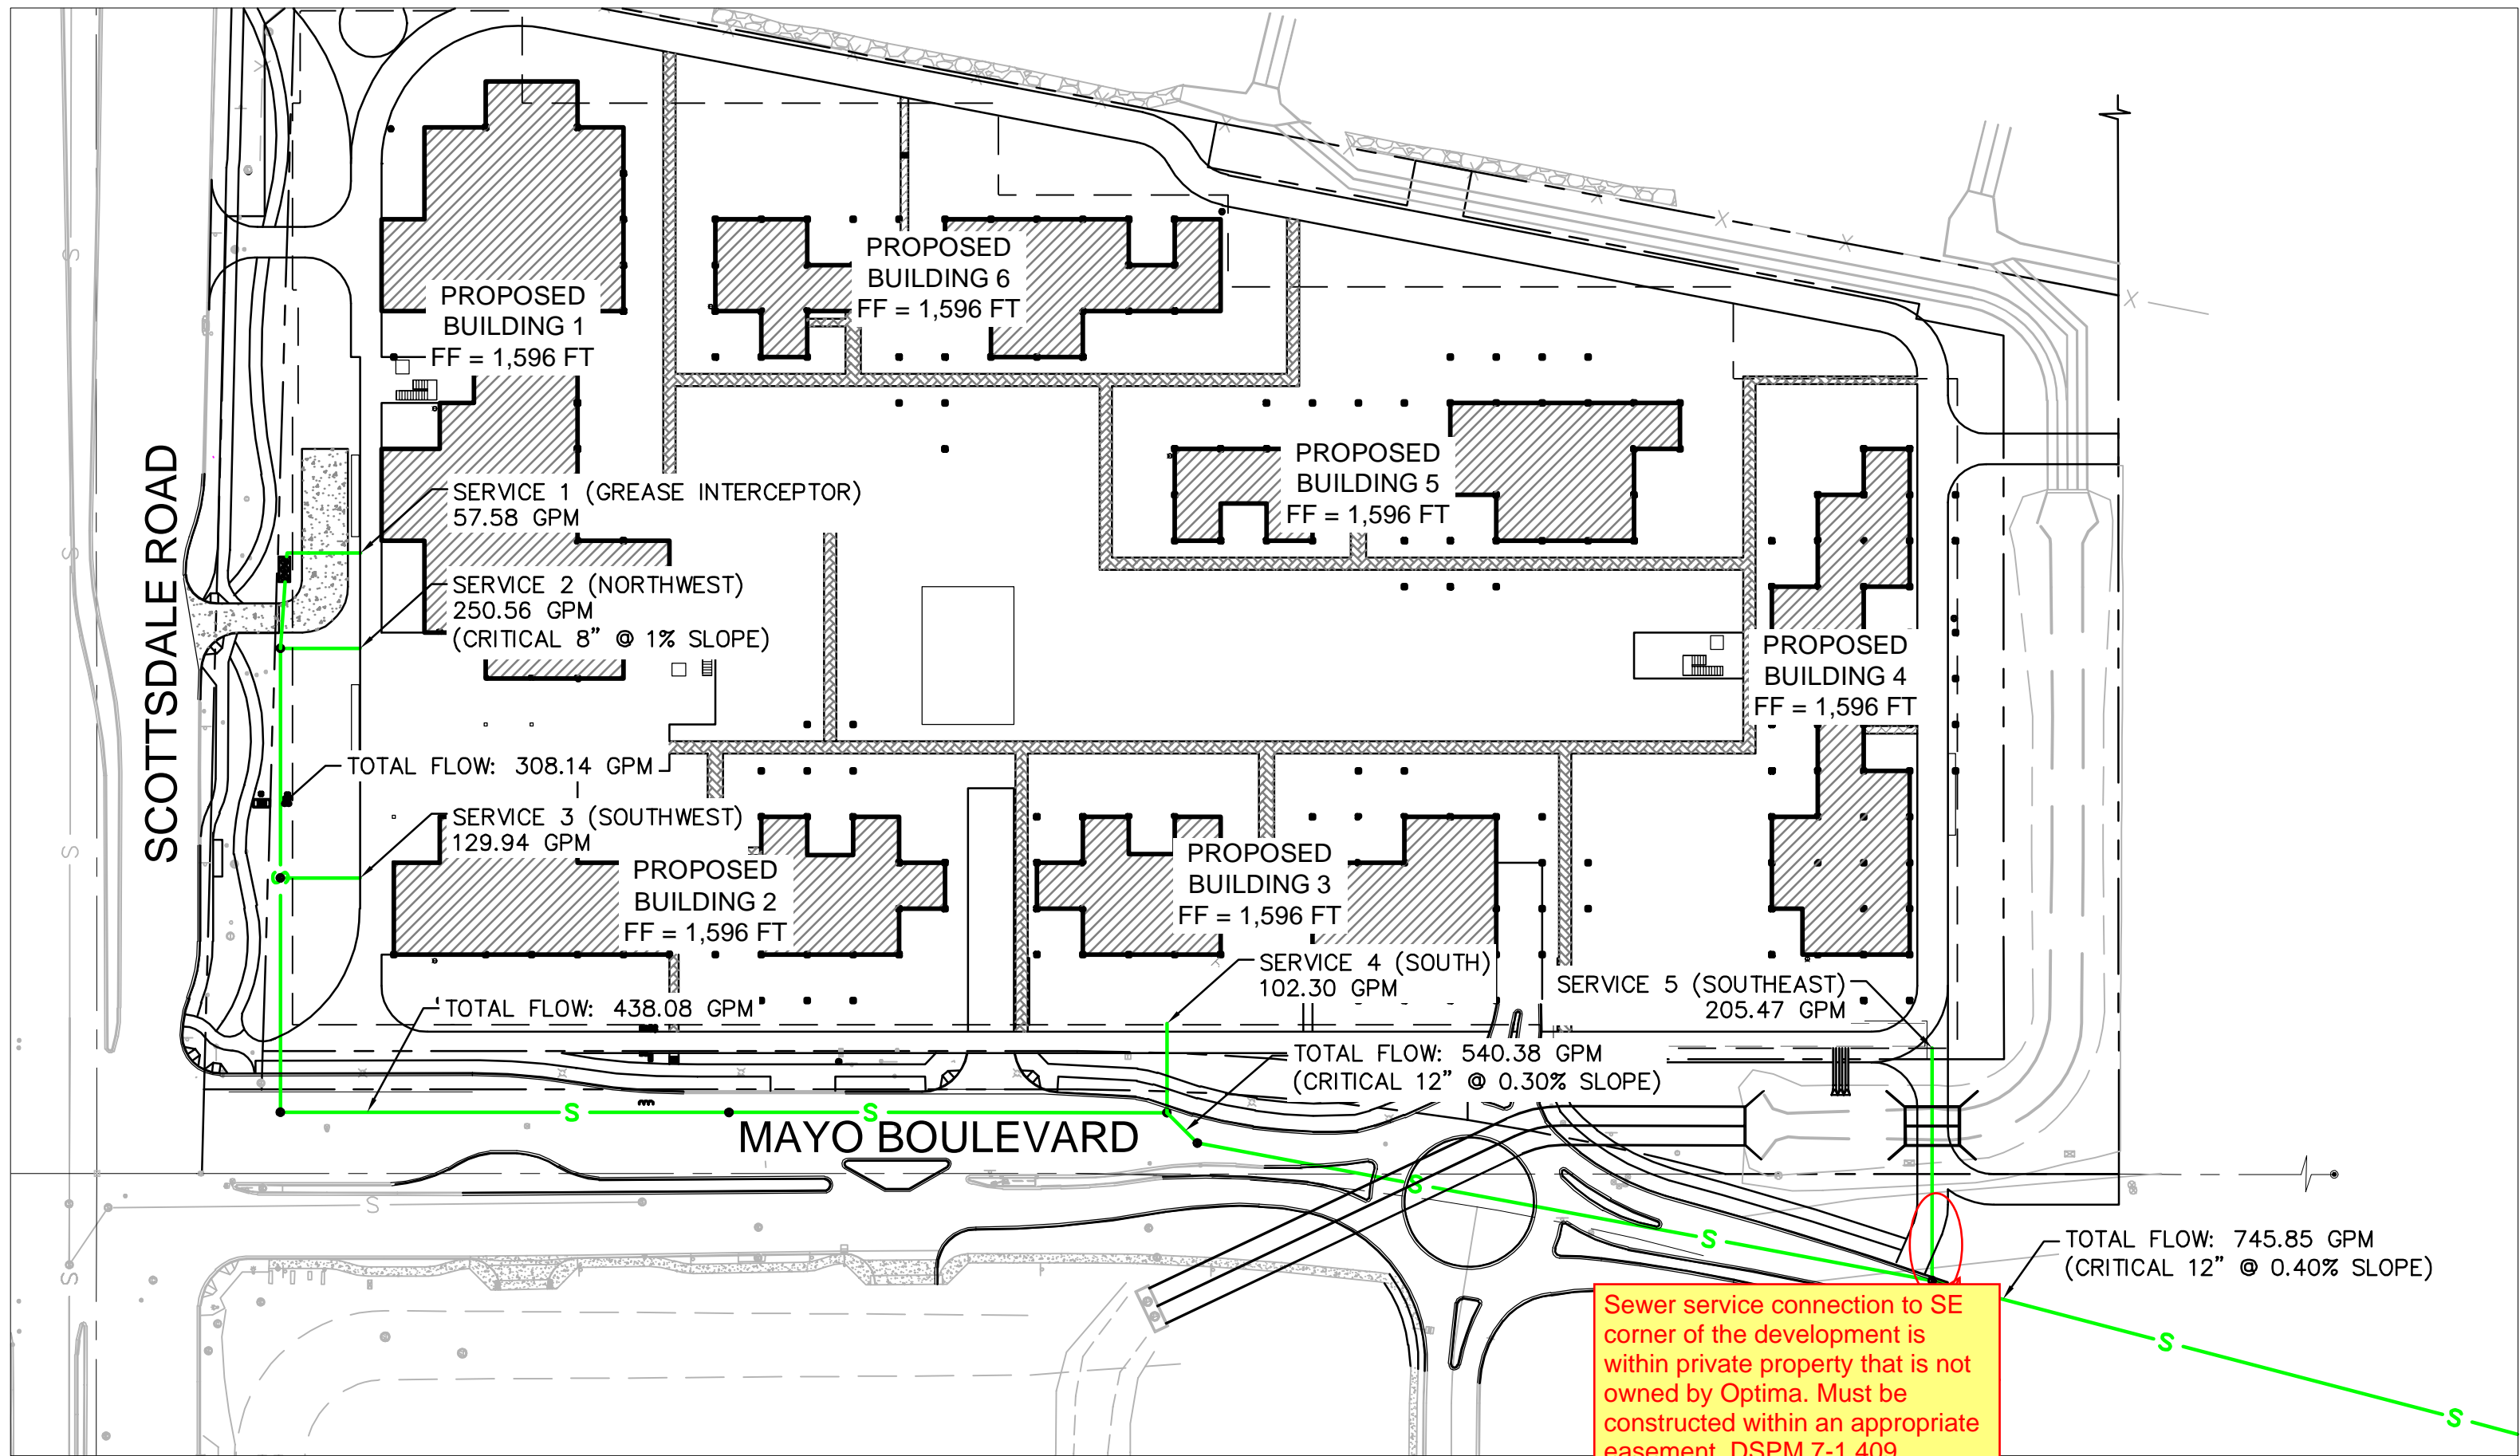 PROPOSED
BUILDING 1
FF = 1,596 FT
PROPOSED
BUILDING 6
FF = 1,596 FT
PROPOSED
BUILDING 5
FF = 1,596 FT
PROPOSED
BUILDING 4
FF = 1,596 FT
SCOTTSDALE ROAD
SERVICE 1 (GREASE INTERCEPTOR)
57.58 GPM
SERVICE 2 (NORTHWEST)
250.56 GPM
(CRITICAL 8" @ 1% SLOPE)
TOTAL FLOW: 308.14 GPM
SERVICE 3 (SOUTHWEST)
129.94 GPM
PROPOSED
BUILDING 2
FF = 1,596 FT
PROPOSED
BUILDING 3
FF = 1,596 FT
SERVICE 4 (SOUTH)
102.30 GPM
SERVICE 5 (SOUTHEAST)
205.47 GPM
TOTAL FLOW: 438.08 GPM
TOTAL FLOW: 540.38 GPM
(CRITICAL 12" @ 0.30% SLOPE)
S
S
MAYO BOULEVARD
S
S
TOTAL FLOW: 745.85 GPM
(CRITICAL 12" @ 0.40% SLOPE)
S
S
S
S
S
S
S
Sewer service connection to SE
corner of the development is
within private property that is not
owned by Optima. Must be
constructed within an appropriate
easement. DSPM 7-1.409